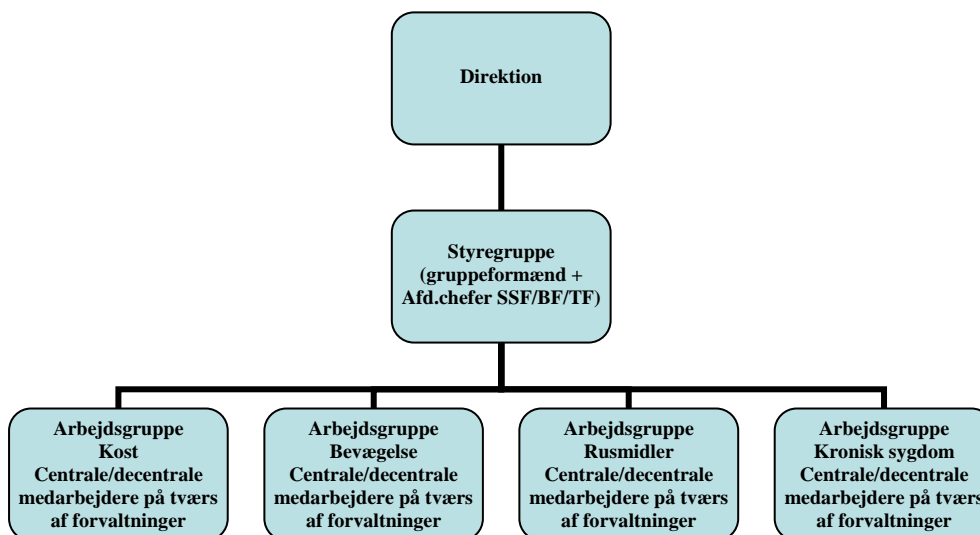 Direktion
Styregruppe
(gruppeformænd +
Afd.chefer SSF/BF/TF)
Arbejdsgruppe
Kost
Centrale/decentrale
medarbejdere på tværs
af forvaltninger
Arbejdsgruppe
Bevægelse
Centrale/decentrale
medarbejdere på tværs
af forvaltninger
Arbejdsgruppe
Rusmidler
Centrale/decentrale
medarbejdere på tværs
af forvaltninger
Arbejdsgruppe
Kronisk sygdom
Centrale/decentrale
medarbejdere på tværs
af forvaltninger